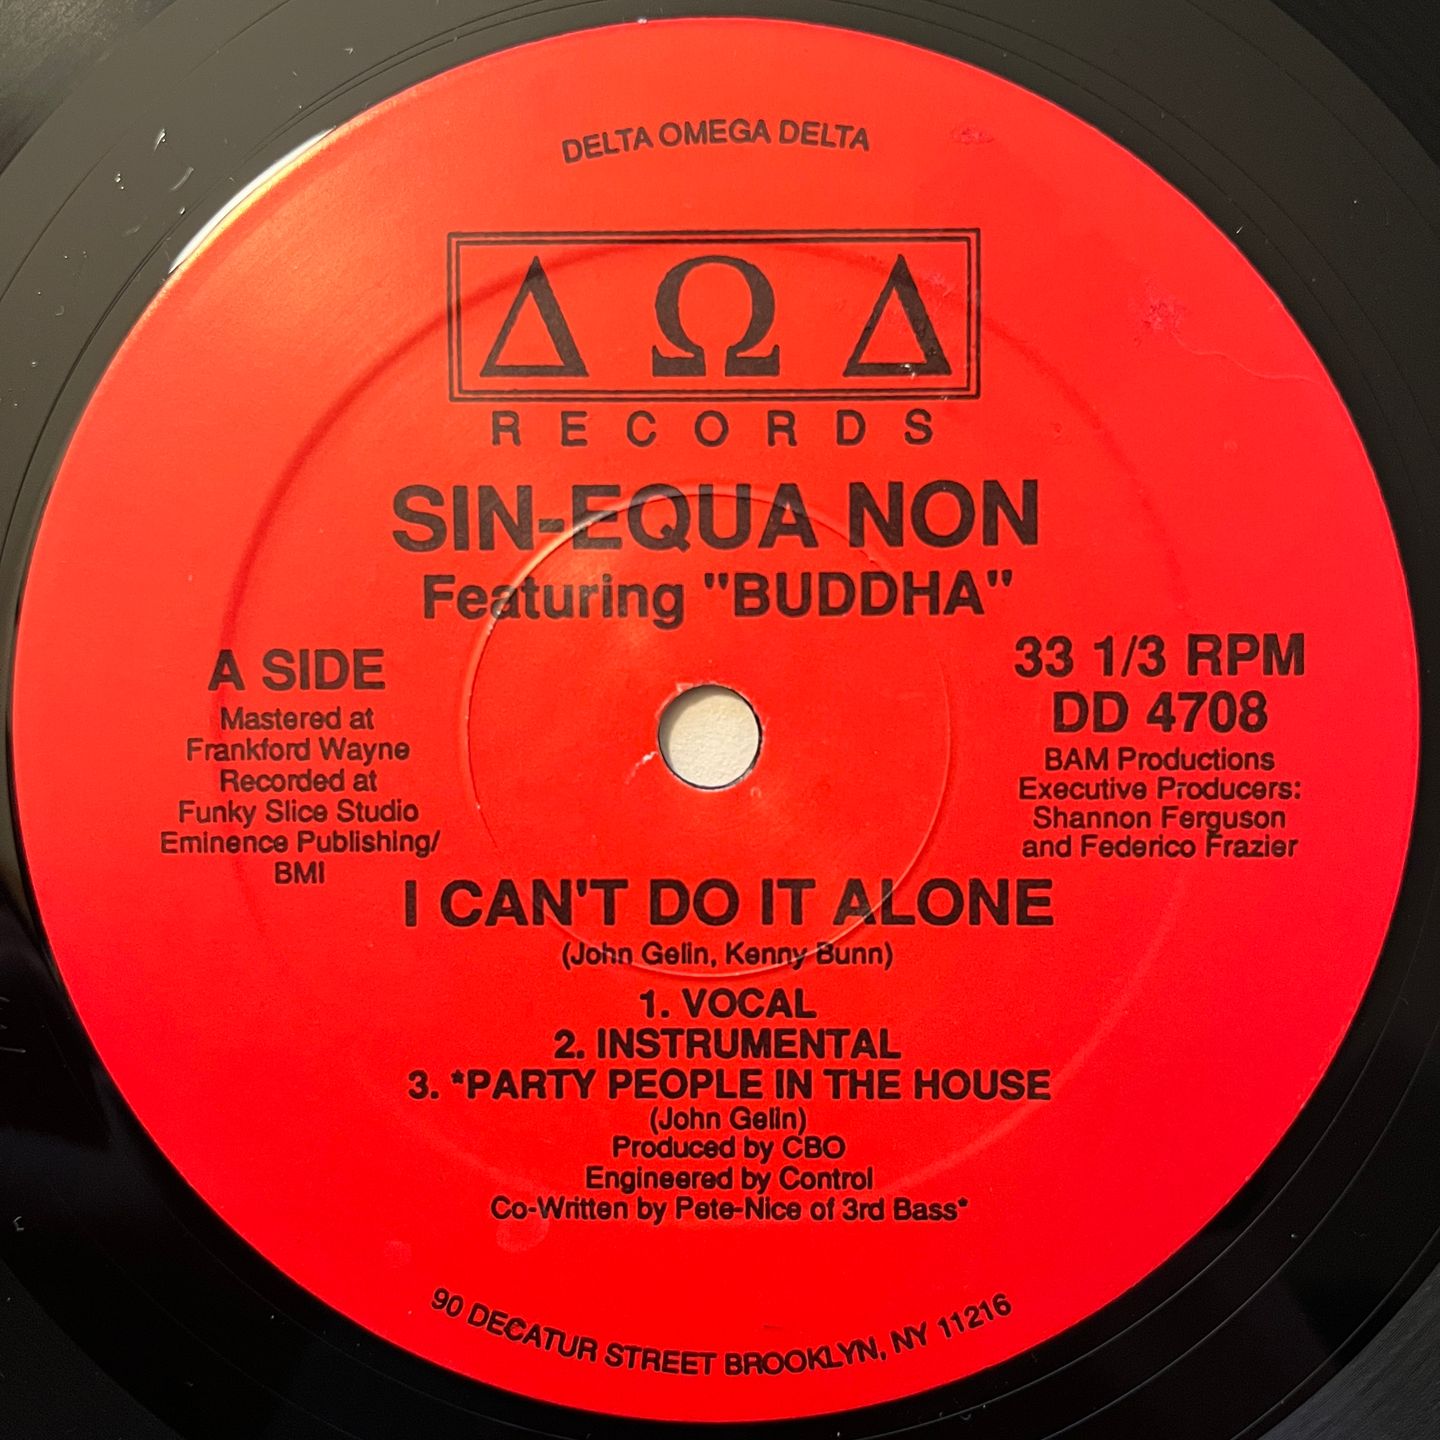 DELTA OMEGA DELTA
Δ Ω Δ
RECORDS
SIN-EQUA NON
Featuring "BUDDHA"
A SIDE
Mastered at
Frankford Wayne
Recorded at
Funky Slice Studio
Eminence Publishing/
BMI
33 1/3 RPM
DD 4708
BAM Productions
Executive Producers:
Shannon Ferguson
and Federico Frazier
I CAN'T DO IT ALONE
(John Gelin, Kenny Bunn)
1. VOCAL
2. INSTRUMENTAL
3. *PARTY PEOPLE IN THE HOUSE
(John Gelin)
Produced by CBO
Engineered by Control
Co-Written by Pete-Nice of 3rd Bass*
90 DECATUR STREET BROOKLYN, NY 11216